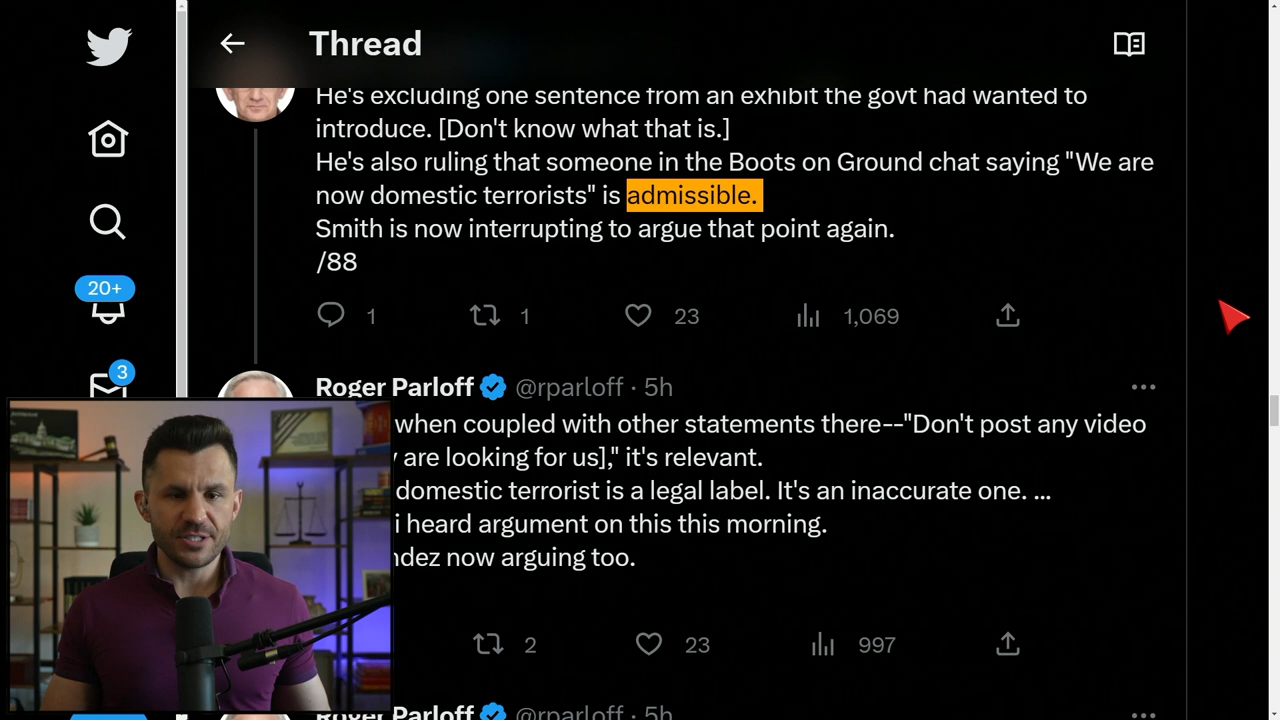 Thread
He's excluding one sentence from an exhibit the govt had wanted to
introduce. [Don't know what that is.]
He's also ruling that someone in the Boots on Ground chat saying "We are
now domestic terrorists" is admissible.
Smith is now interrupting to argue that point again.
/88
20+
1
1
23
1,069
3
Roger Parloff @rparloff · 5h
when coupled with other statements there--"Don't post any video
are looking for us]," it's relevant.
domestic terrorist is a legal label. It's an inaccurate one. ...
i heard argument on this this morning.
ndez now arguing too.
2
23
997
Parloff @rparloff · 5h